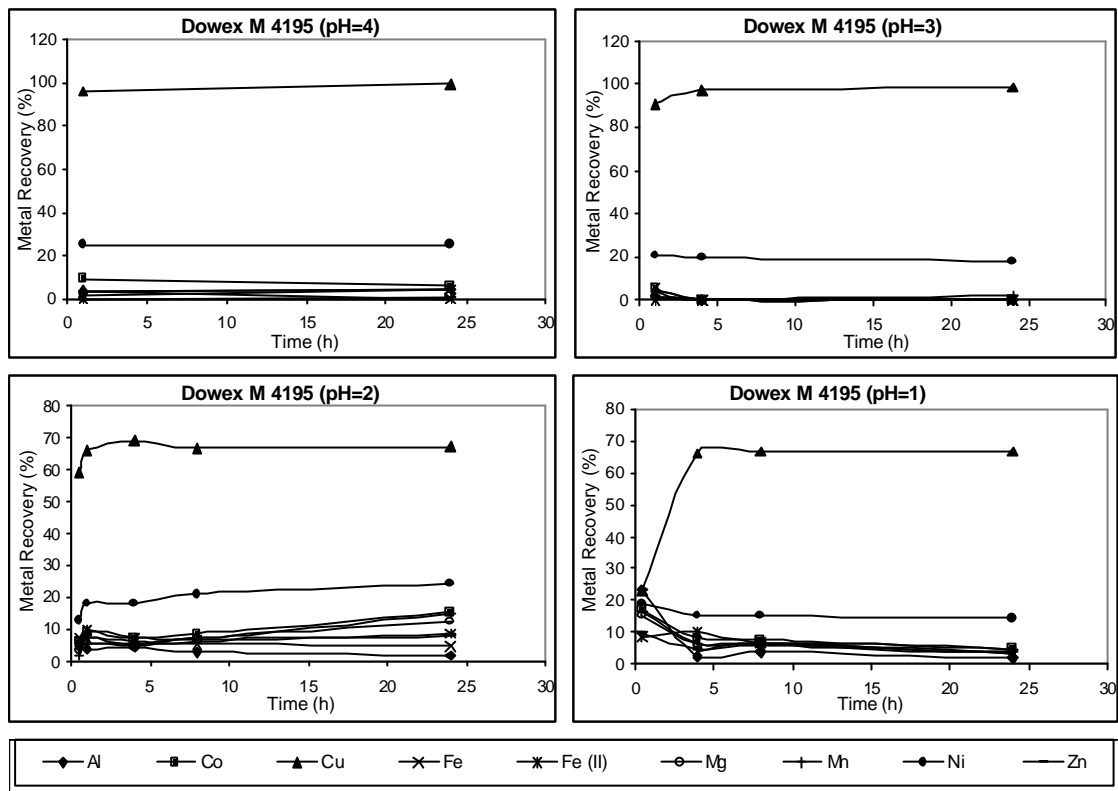 Dowex M 4195 (pH=4)
Metal Recovery (%)
120
100
80
60
40
20
0
0 5 10 15 20 25 30
Time (h)
Dowex M 4195 (pH=3)
Metal Recovery (%)
120
100
80
60
40
20
0
0 5 10 15 20 25 30
Time (h)
Dowex M 4195 (pH=2)
Metal Recovery (%)
80
70
60
50
40
30
20
10
0
0 5 10 15 20 25 30
Time (h)
Dowex M 4195 (pH=1)
Metal Recovery (%)
80
70
60
50
40
30
20
10
0
0 5 10 15 20 25 30
Time (h)
Al Co Cu Fe Fe (II) Mg Mn Ni Zn